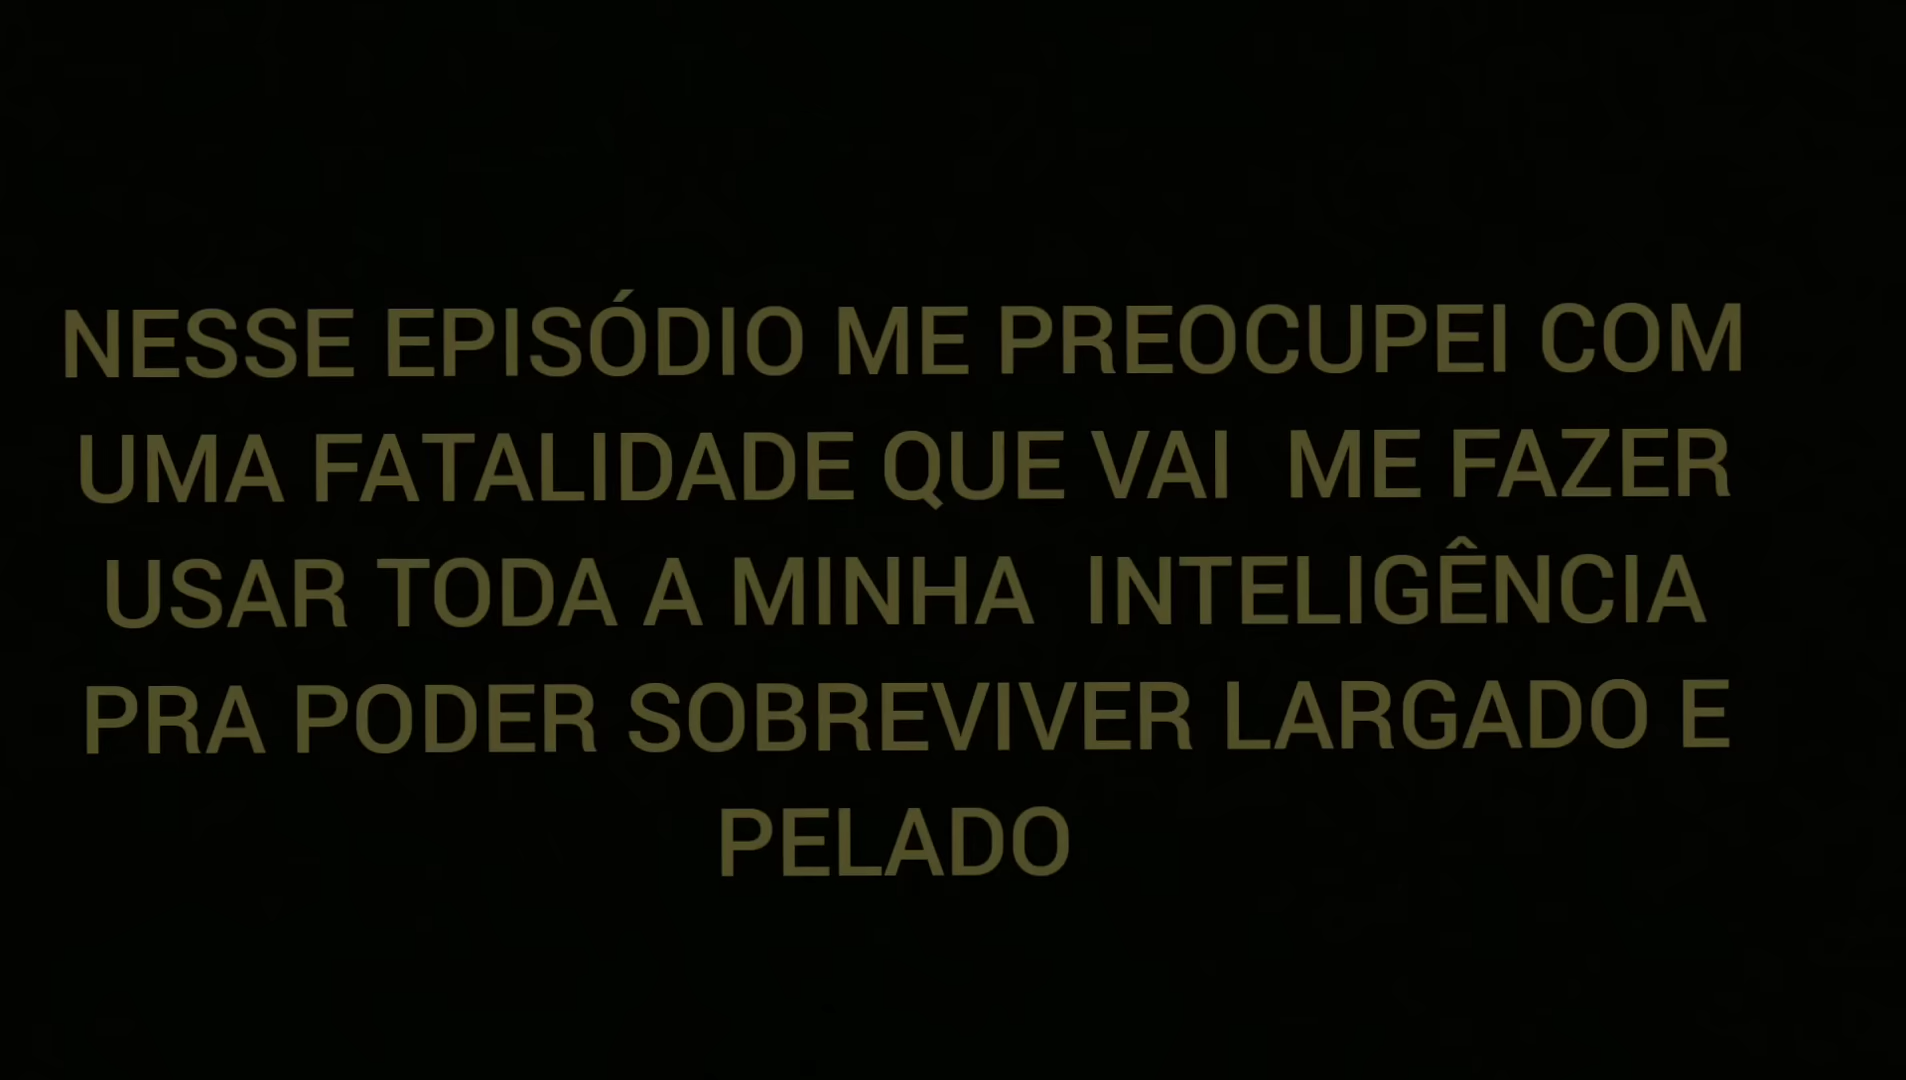 NESSE EPISÓDIO ME PREOCUPEI COM
UMA FATALIDADE QUE VAI  ME FAZER
USAR TODA A MINHA  INTELIGÊNCIA
PRA PODER SOBREVIVER LARGADO E
PELADO